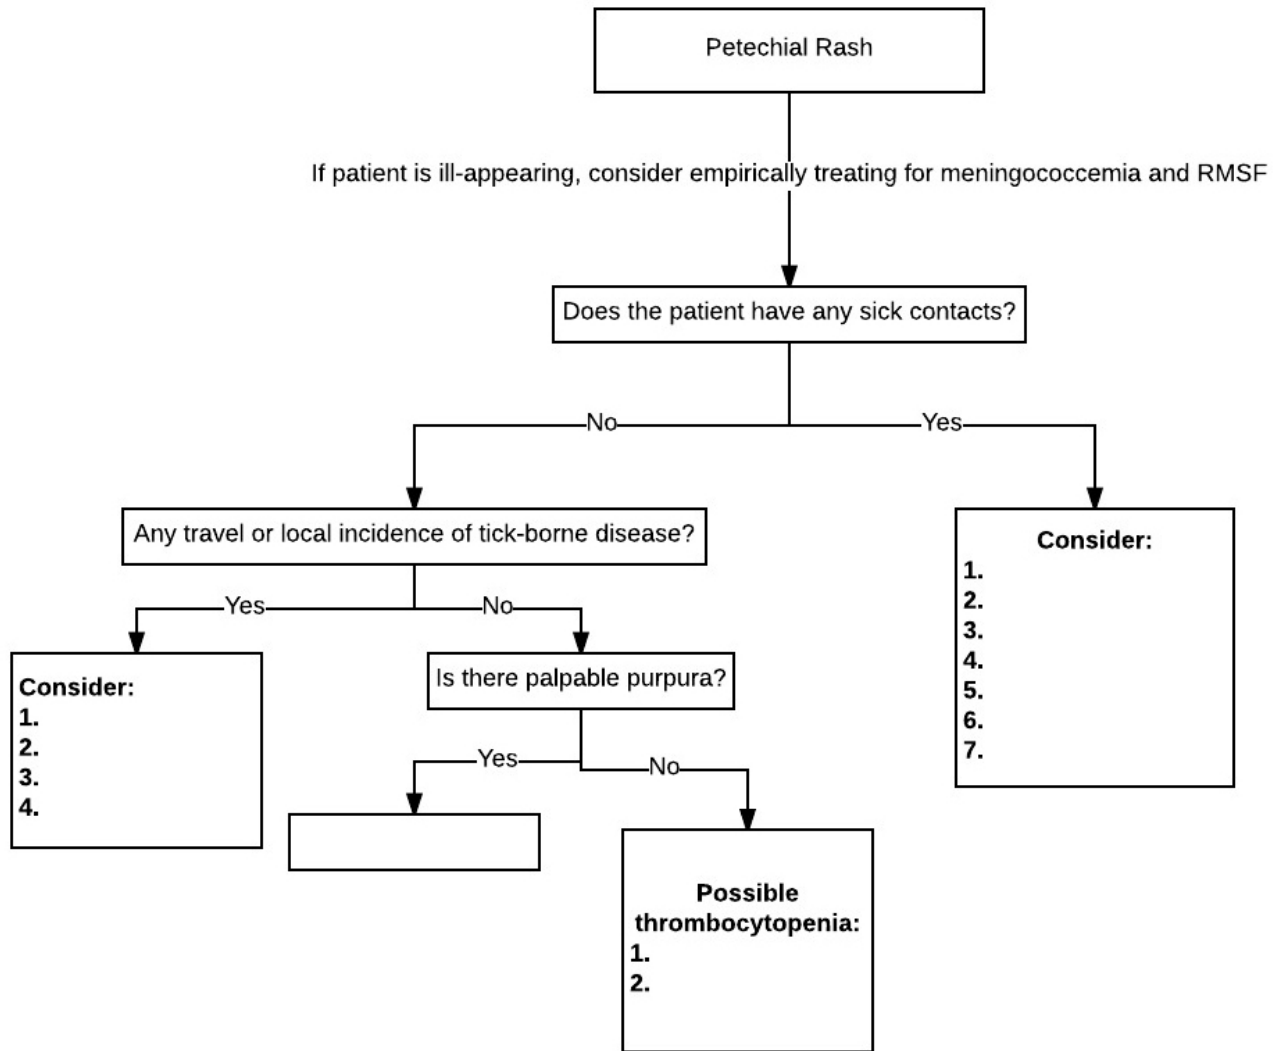 Petechial Rash
If patient is ill-appearing, consider empirically treating for meningococcemia and RMSF
Does the patient have any sick contacts?
No
Yes
Any travel or local incidence of tick-borne disease?
Consider:
1.
2.
3.
4.
5.
6.
7.
Yes
No
Consider:
1.
2.
3.
4.
Is there palpable purpura?
Yes
No
Possible
thrombocytopenia:
1.
2.